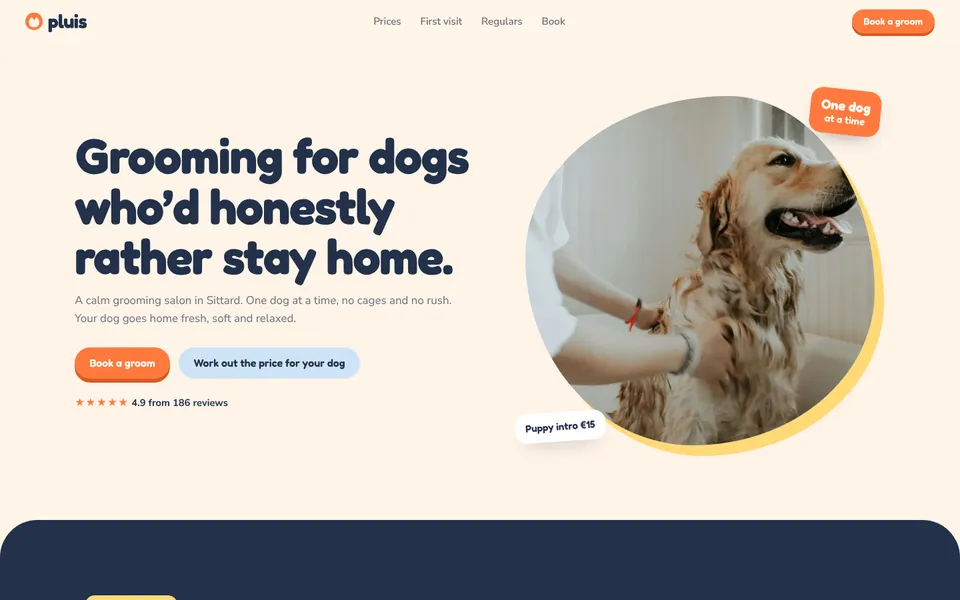 pluis
Prices First visit Regulars Book
Book a groom
One dog
at a time
Grooming for dogs
who'd honestly
rather stay home.
A calm grooming salon in Sittard. One dog at a time, no cages and no rush.
Your dog goes home fresh, soft and relaxed.
Book a groom
Work out the price for your dog
★★★★★ 4.9 from 186 reviews
Puppy intro €15